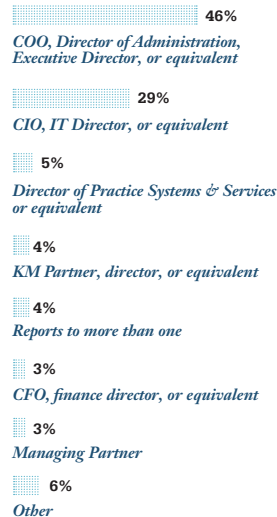 46%
COO, Director of Administration,
Executive Director, or equivalent
29%
CIO, IT Director, or equivalent
5%
Director of Practice Systems & Services
or equivalent
4%
KM Partner, director, or equivalent
4%
Reports to more than one
3%
CFO, finance director, or equivalent
3%
Managing Partner
6%
Other